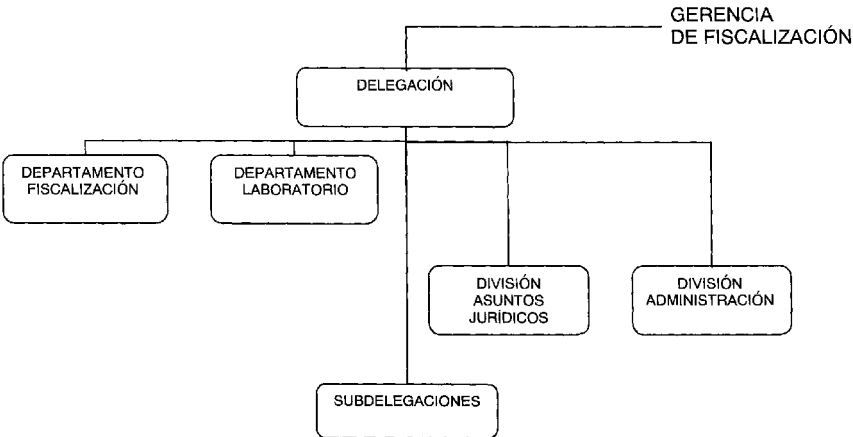 GERENCIA
DE FISCALIZACIÓN
DELEGACIÓN
DEPARTAMENTO
FISCALIZACIÓN
DEPARTAMENTO
LABORATORIO
DIVISIÓN
ASUNTOS
JURÍDICOS
DIVISIÓN
ADMINISTRACIÓN
SUBDELEGACIONES